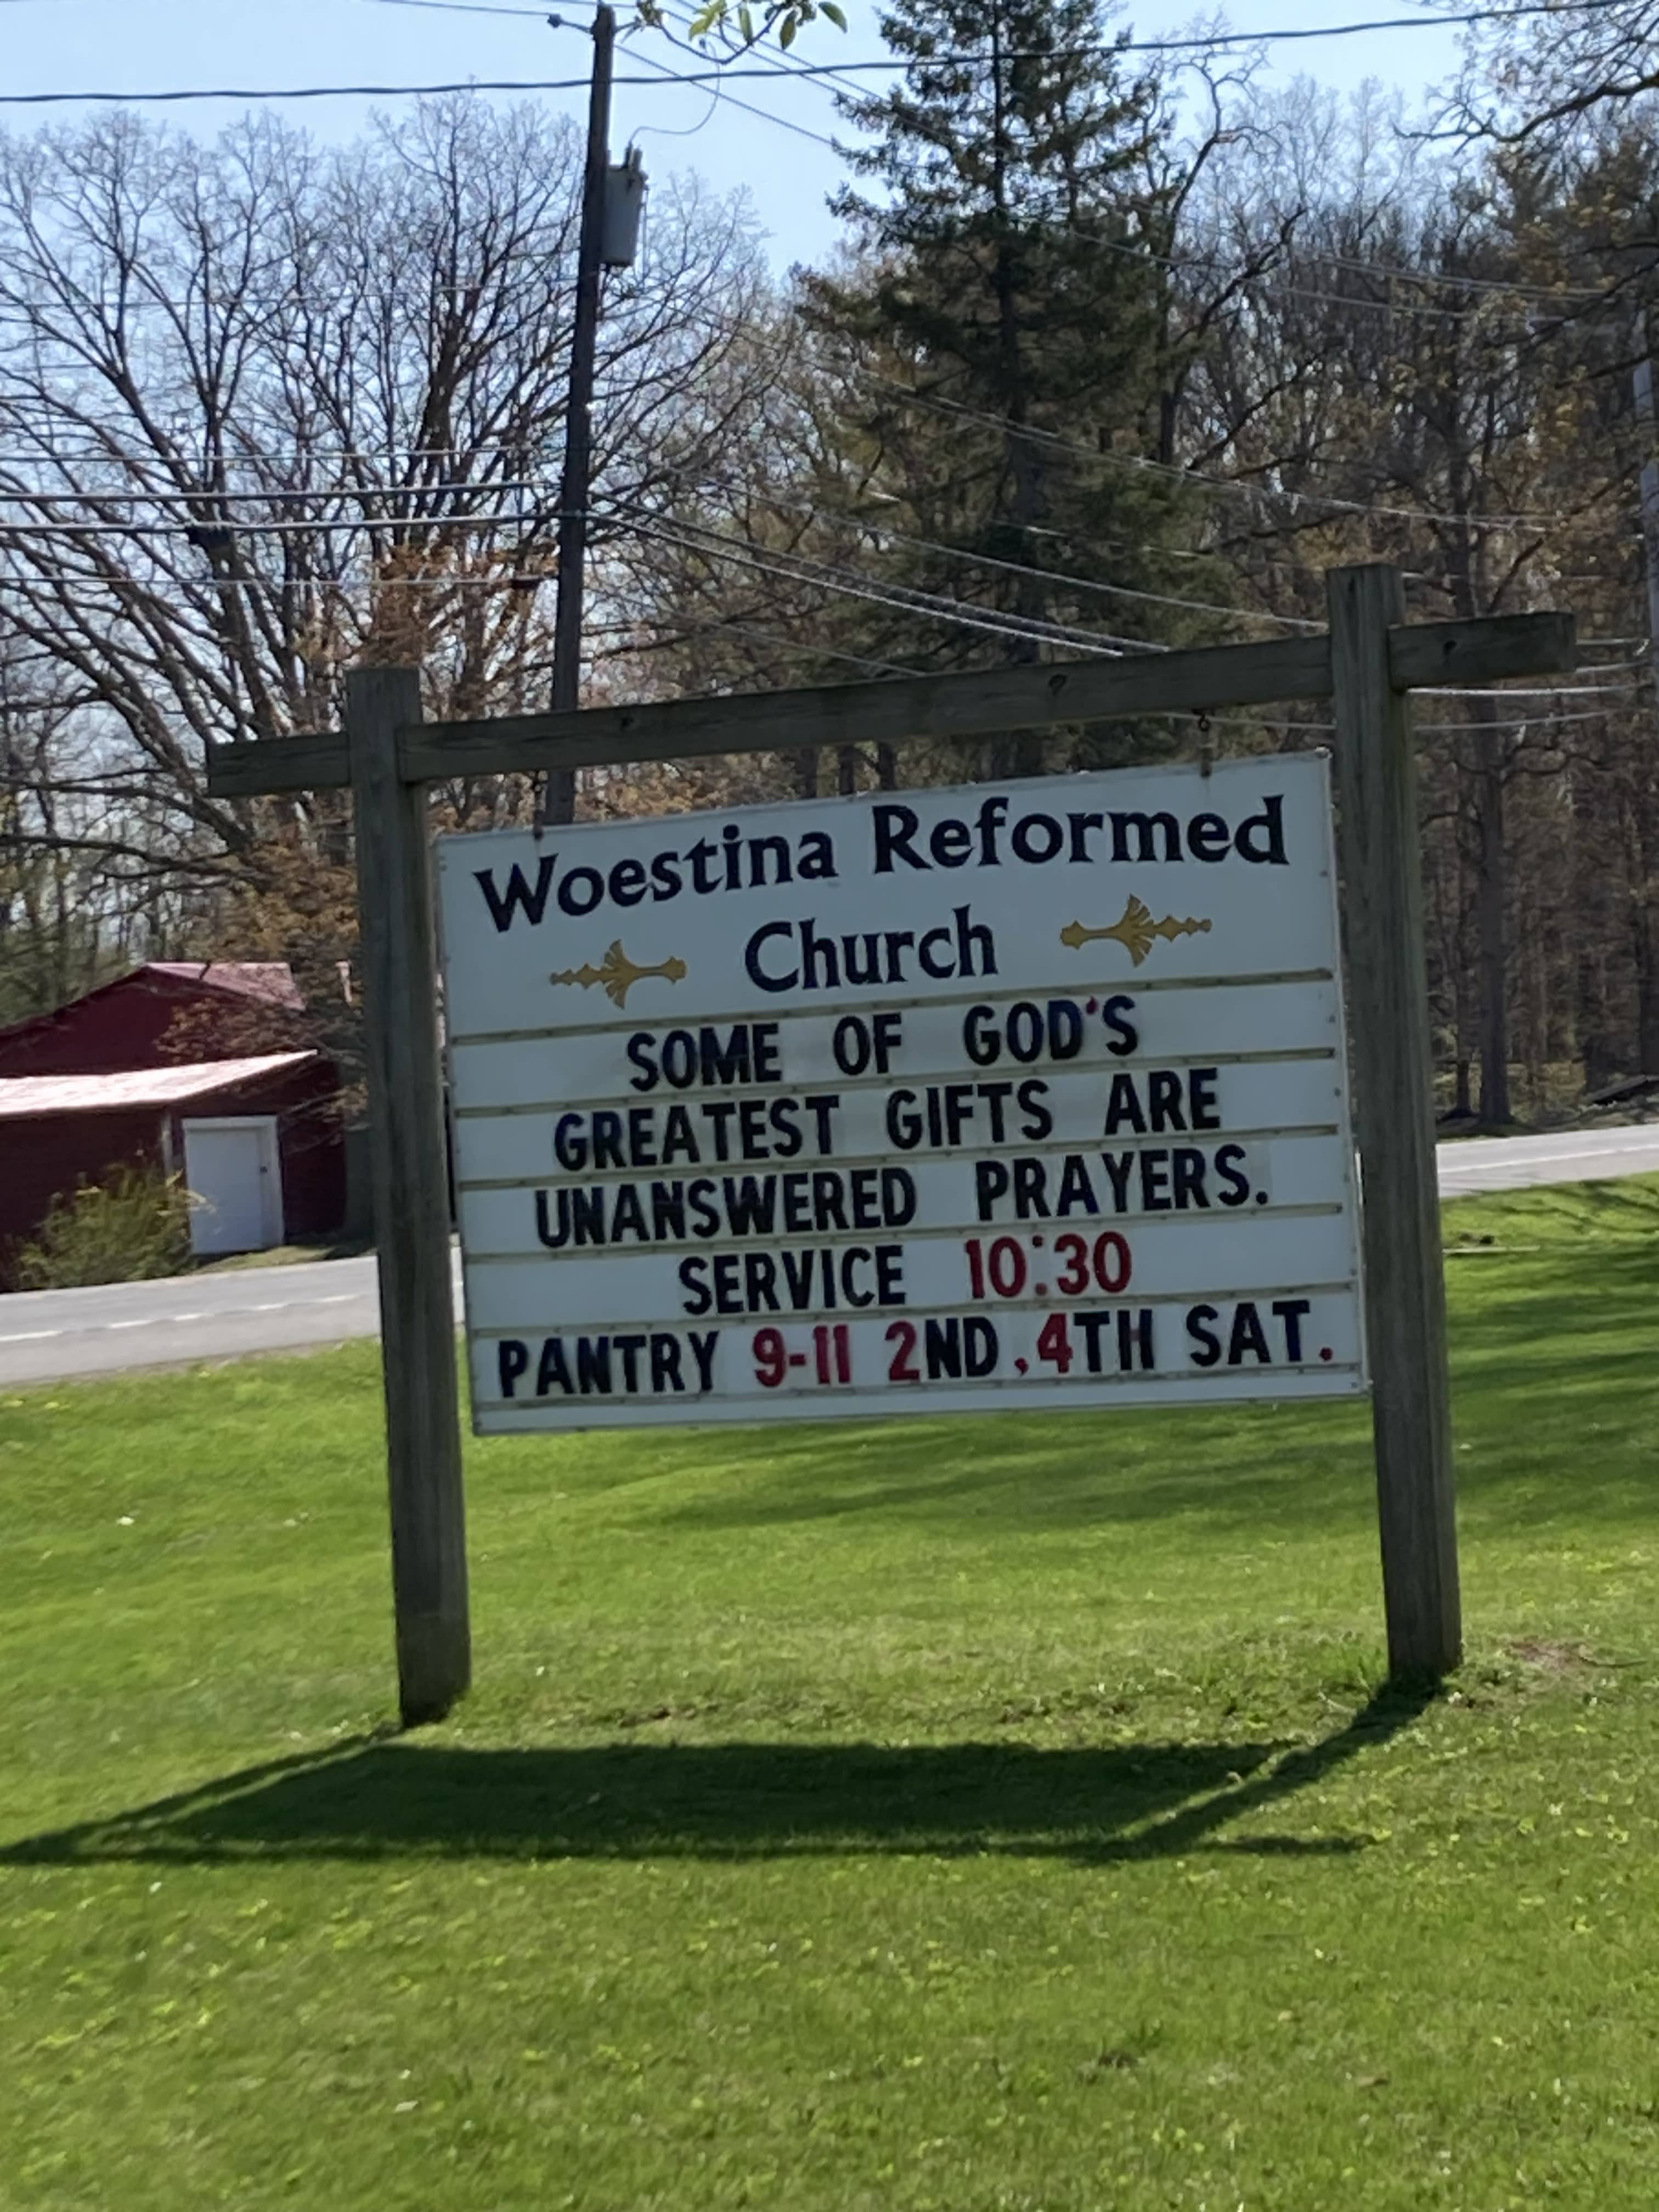 Woestina Reformed
Church
SOME OF GOD'S
GREATEST GIFTS ARE
UNANSWERED PRAYERS.
SERVICE 10:30
PANTRY 9-11 2ND,4TH SAT.